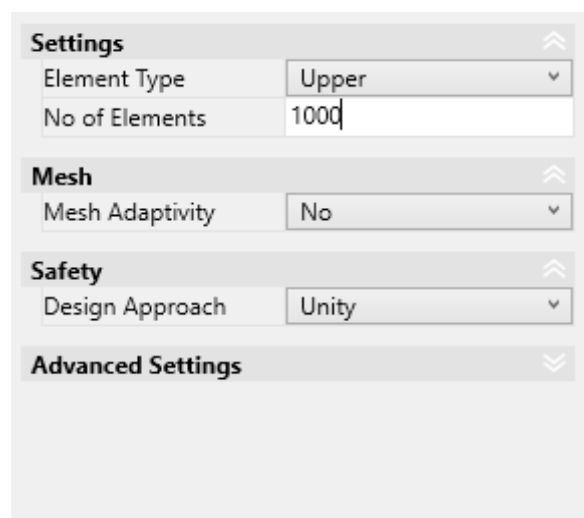 Settings
Element Type Upper
No of Elements 1000
Mesh
Mesh Adaptivity No
Safety
Design Approach Unity
Advanced Settings